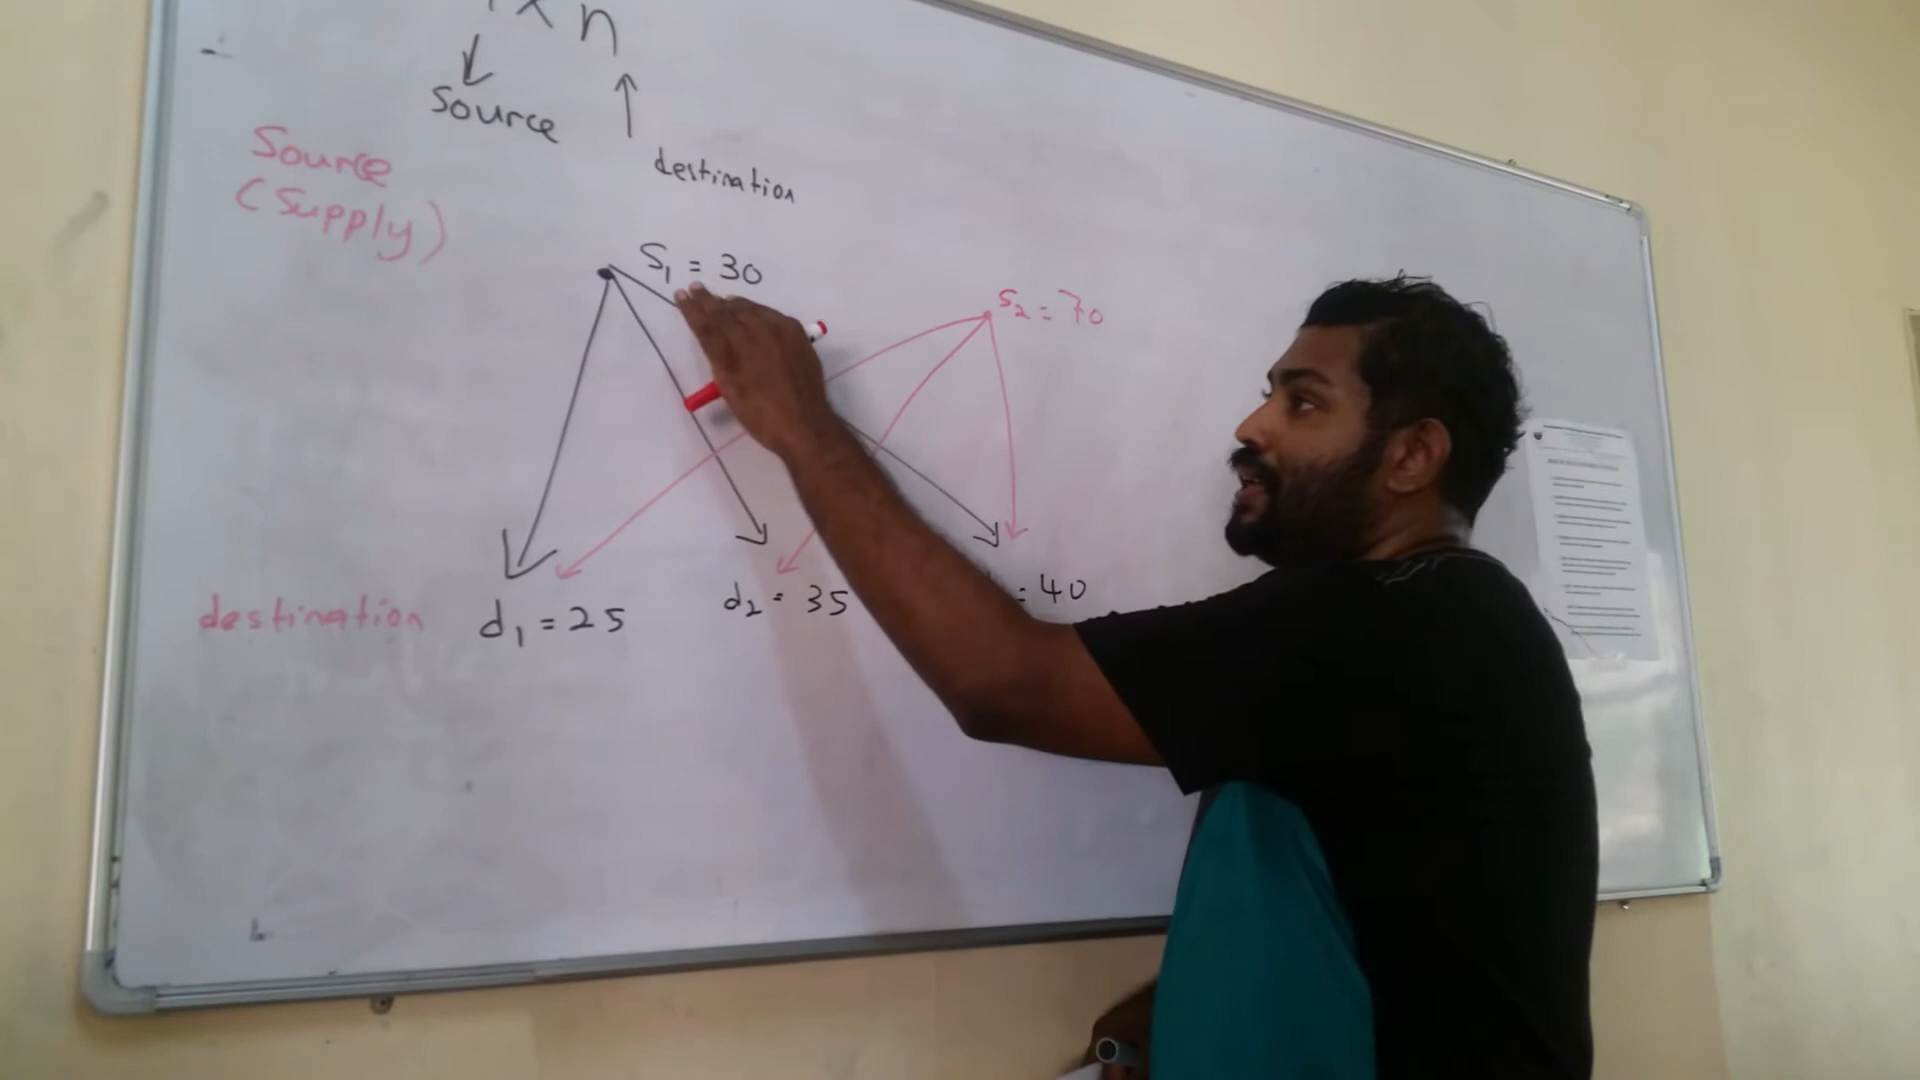 × n
Source
destination
Source
(Supply)
S₁ = 30
S₂ = 70
destination
d₁ = 25
d₂ = 35
= 40